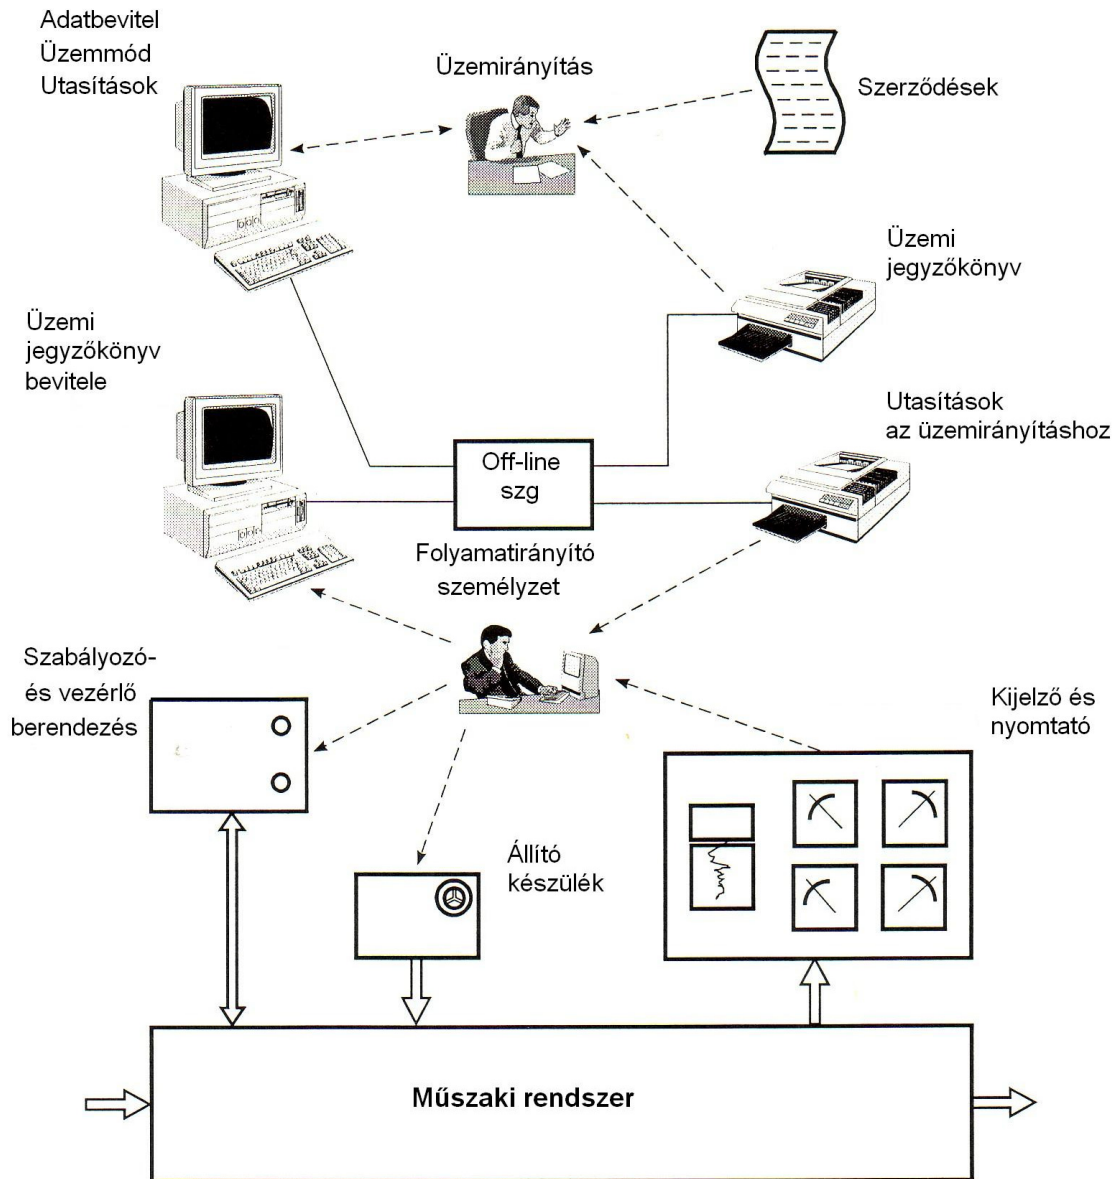 Adatbevitel
Üzemmód
Utasítások
Üzemirányítás
Szerződések
Üzemi
jegyzőkönyv
Üzemi
jegyzőkönyv
bevitele
Utasítások
az üzemirányításhoz
Off-line
szg
Folyamatirányító
személyzet
Szabályozó-
és vezérlő
berendezés
Kijelző és
nyomtató
Állító
készülék
Műszaki rendszer